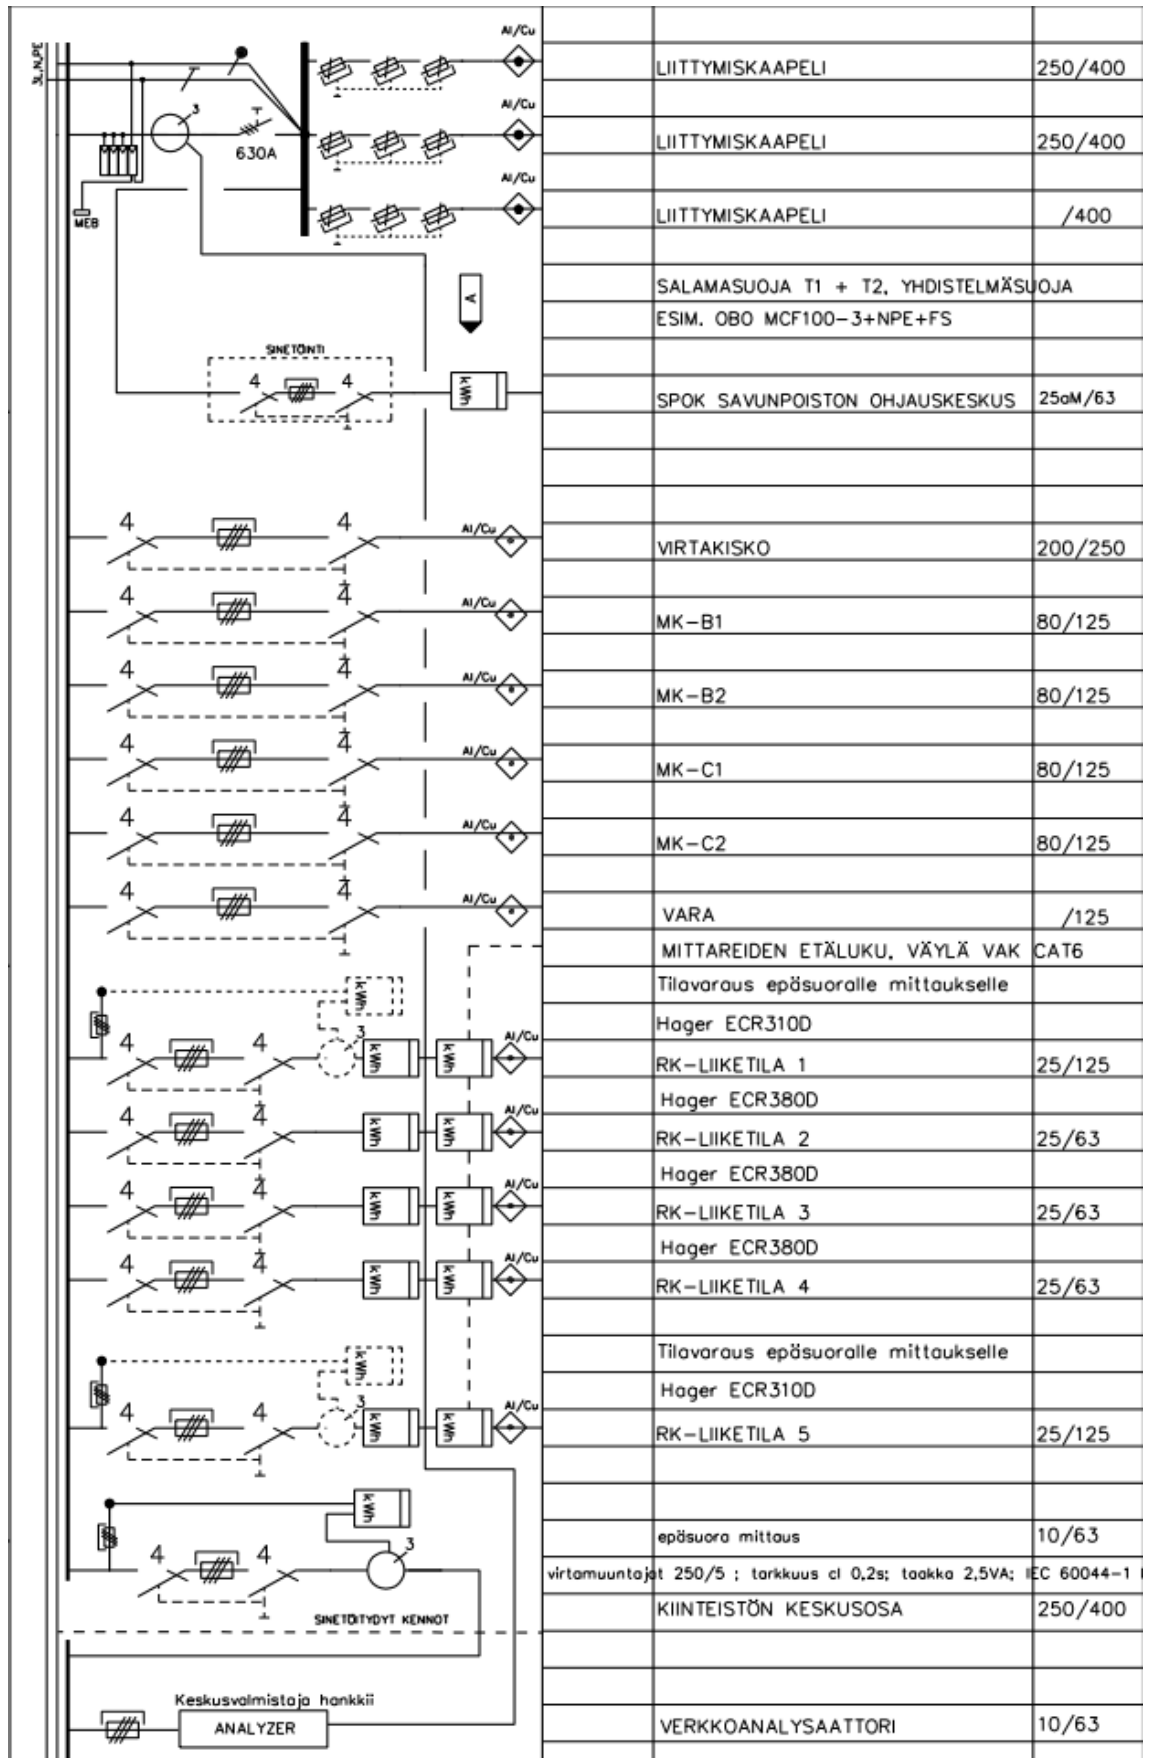 3L,N,PE
Al/Cu
LIITTYMISKAAPELI 250/400
3
630A
Al/Cu
LIITTYMISKAAPELI 250/400
MEB
Al/Cu
LIITTYMISKAAPELI /400
A
SALAMASUOJA T1 + T2, YHDISTELMÄSUOJA
ESIM. OBO MCF100-3+NPE+FS
SINETÖINTI
4 4 kWh
SPOK SAVUNPOISTON OHJAUSKESKUS 25aM/63
4 4 Al/Cu VIRTAKISKO 200/250
4 4 Al/Cu MK-B1 80/125
4 4 Al/Cu MK-B2 80/125
4 4 Al/Cu MK-C1 80/125
4 4 Al/Cu MK-C2 80/125
4 4 Al/Cu VARA /125
MITTAREIDEN ETÄLUKU, VÄYLÄ VAK CAT6
kWh Tilavaraus epäsuoralle mittaukselle
Hager ECR310D
4 4 3 kWh kWh Al/Cu RK-LIIKETILA 1 25/125
Hager ECR380D
4 4 kWh kWh Al/Cu RK-LIIKETILA 2 25/63
Hager ECR380D
4 4 kWh kWh Al/Cu RK-LIIKETILA 3 25/63
Hager ECR380D
4 4 kWh kWh Al/Cu RK-LIIKETILA 4 25/63
kWh Tilavaraus epäsuoralle mittaukselle
Hager ECR310D
4 4 3 kWh kWh Al/Cu RK-LIIKETILA 5 25/125
kWh
epäsuora mittaus 10/63
4 4 3
virtamuuntajat 250/5 ; tarkkuus cl 0,2s; taakka 2,5VA; IEC 60044-1
SINETÖITYDYT KENNOT
KIINTEISTÖN KESKUSOSA 250/400
Keskusvalmistaja hankkii
ANALYZER
VERKKOANALYSAATTORI 10/63